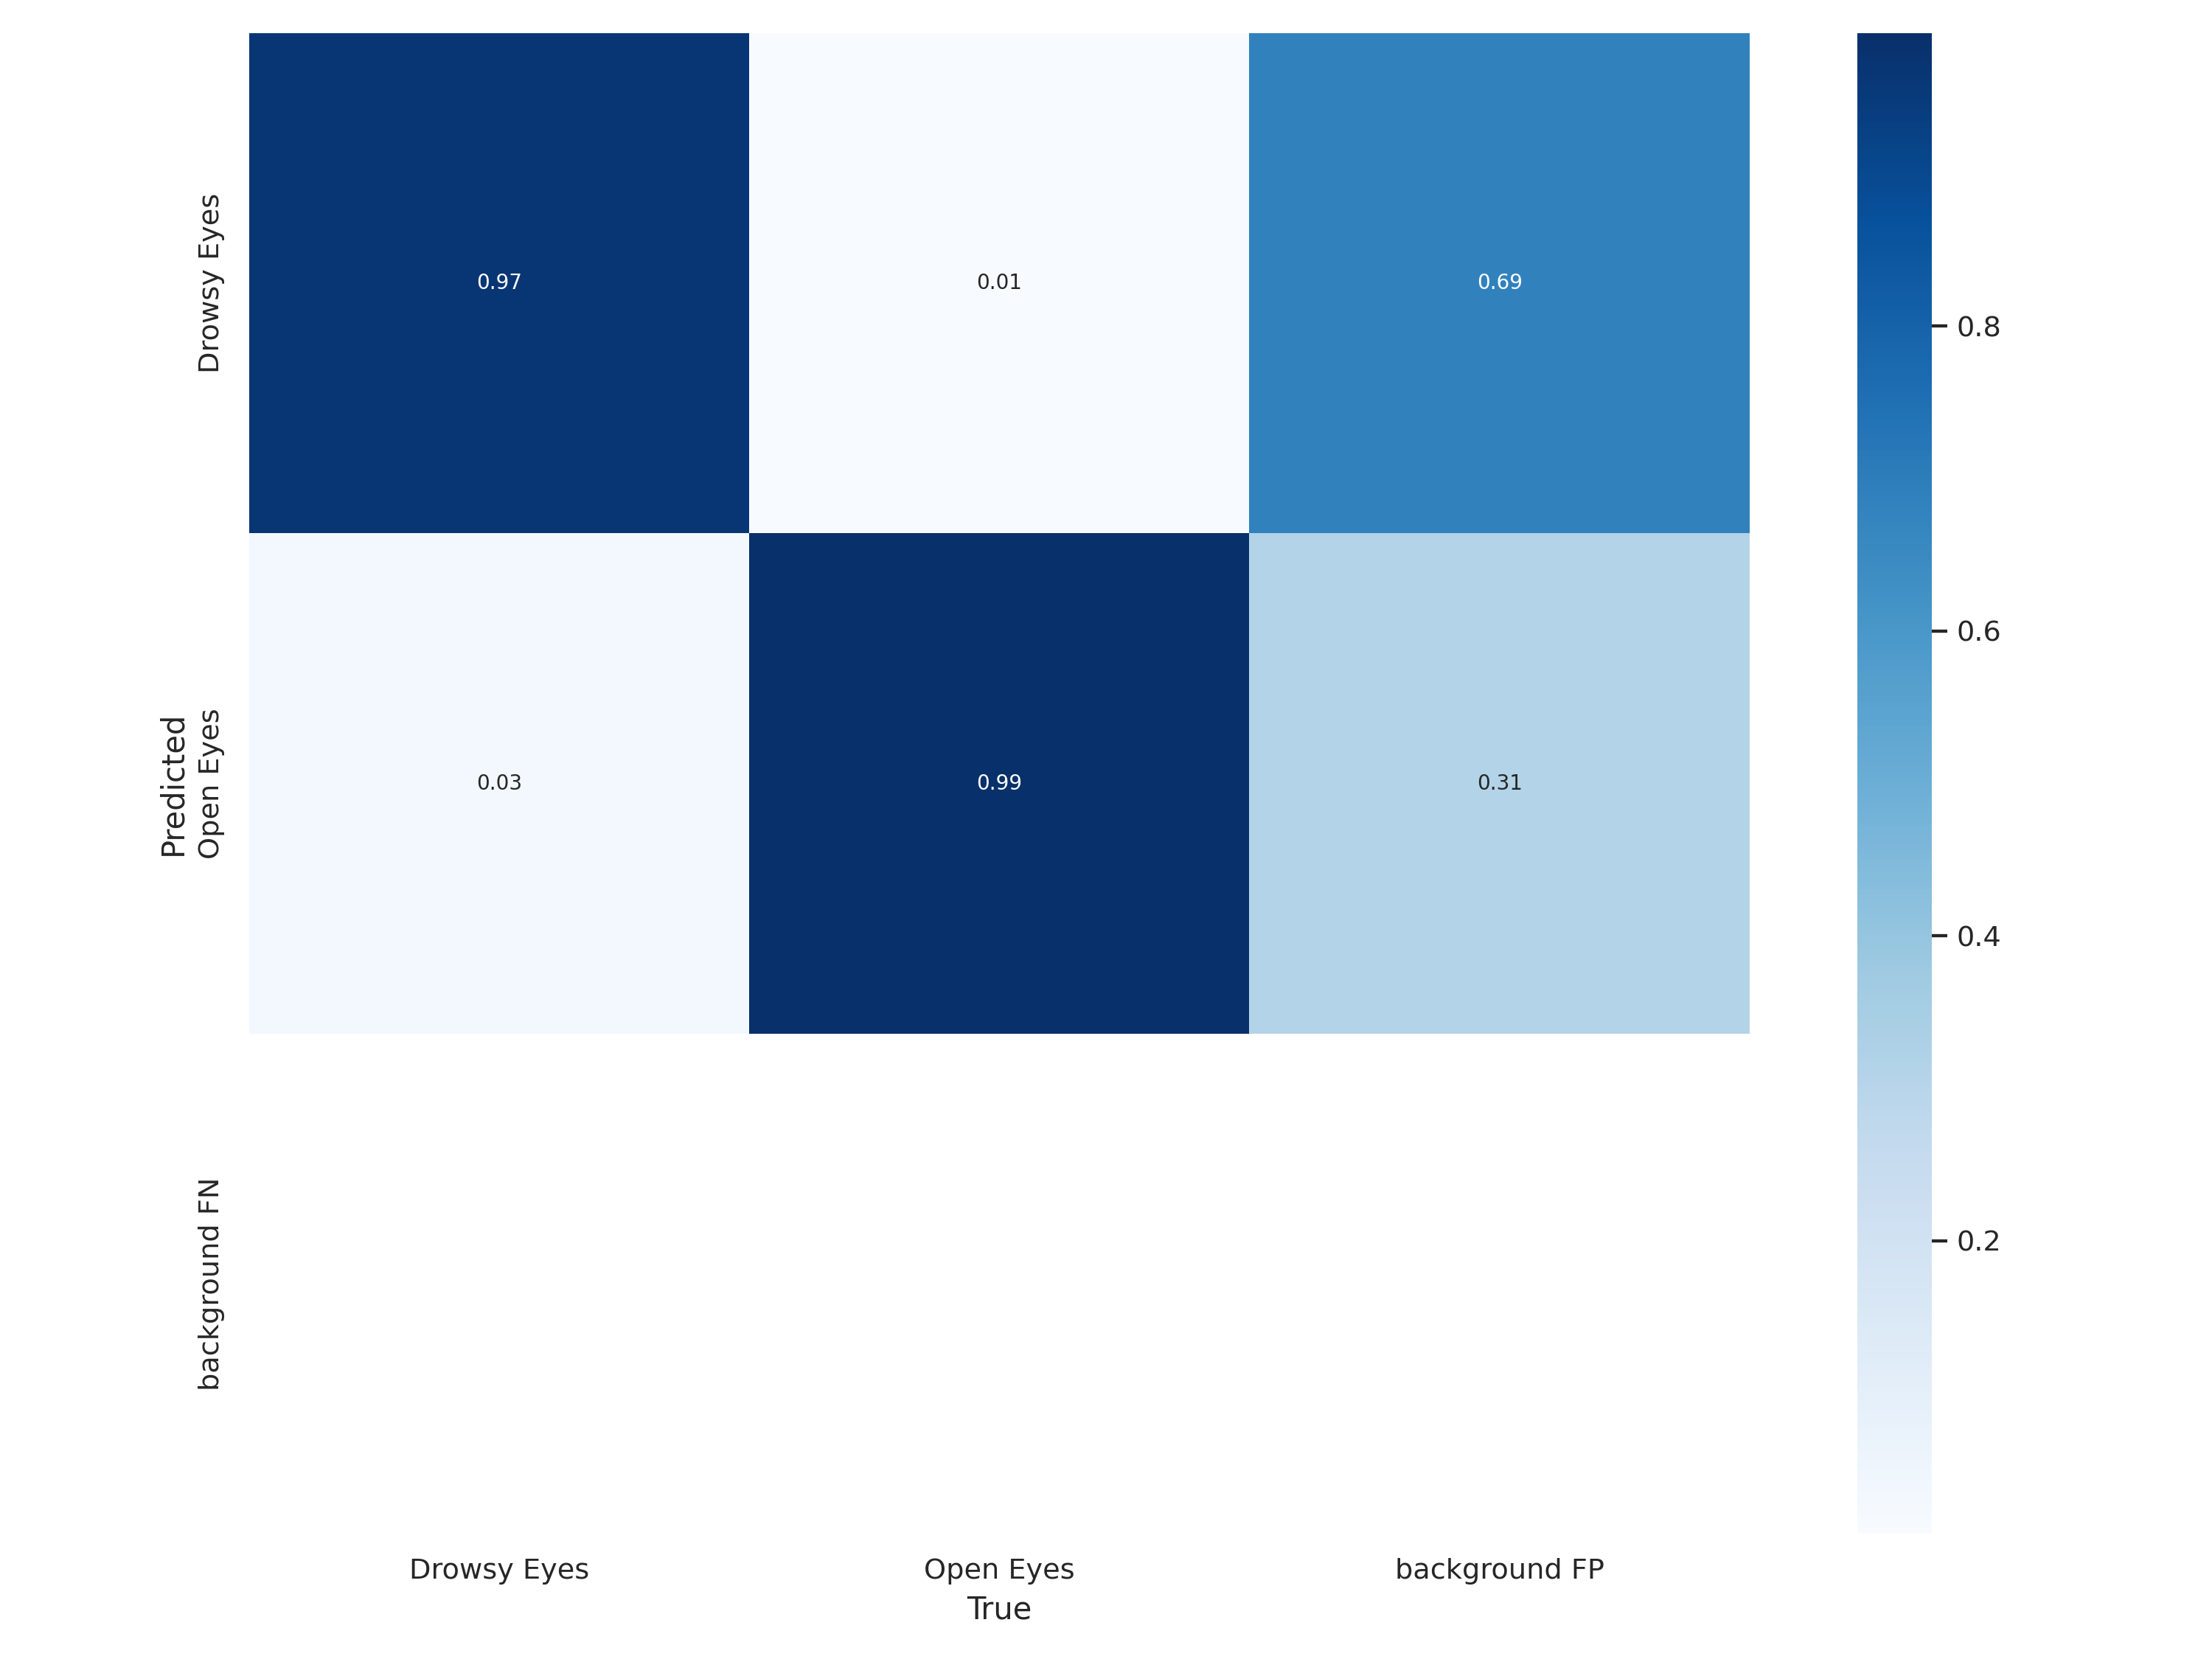 Drowsy Eyes
0.97
0.01
0.69
0.8
0.6
Predicted
Open Eyes
0.03
0.99
0.31
0.4
background FN
0.2
Drowsy Eyes
Open Eyes
background FP
True